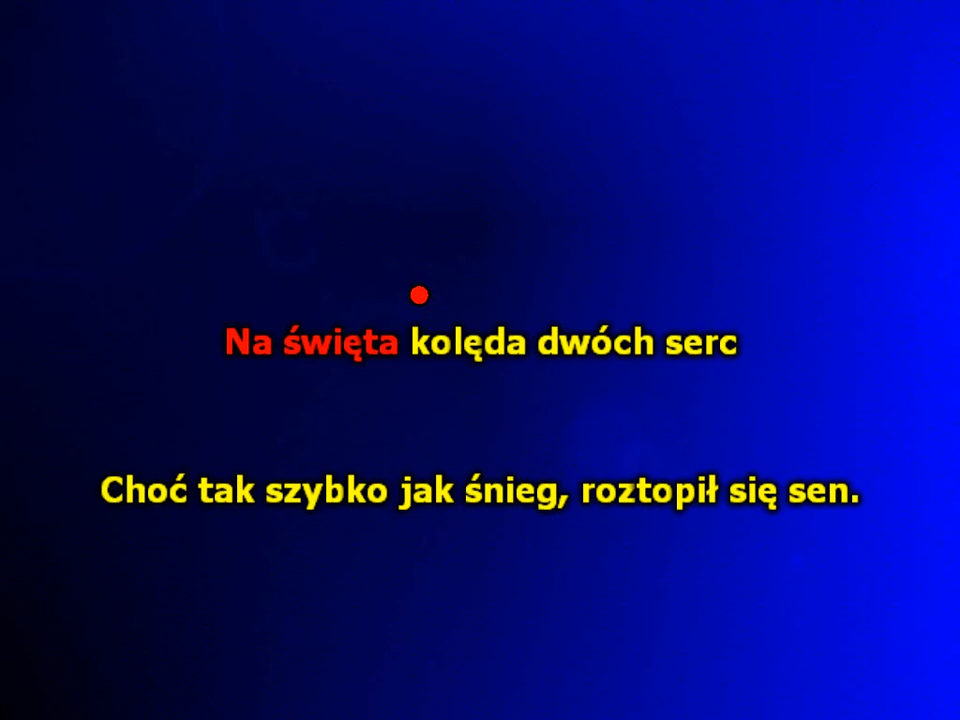 Na święta kolęda dwóch serc
Choć tak szybko jak śnieg, roztopił się sen.